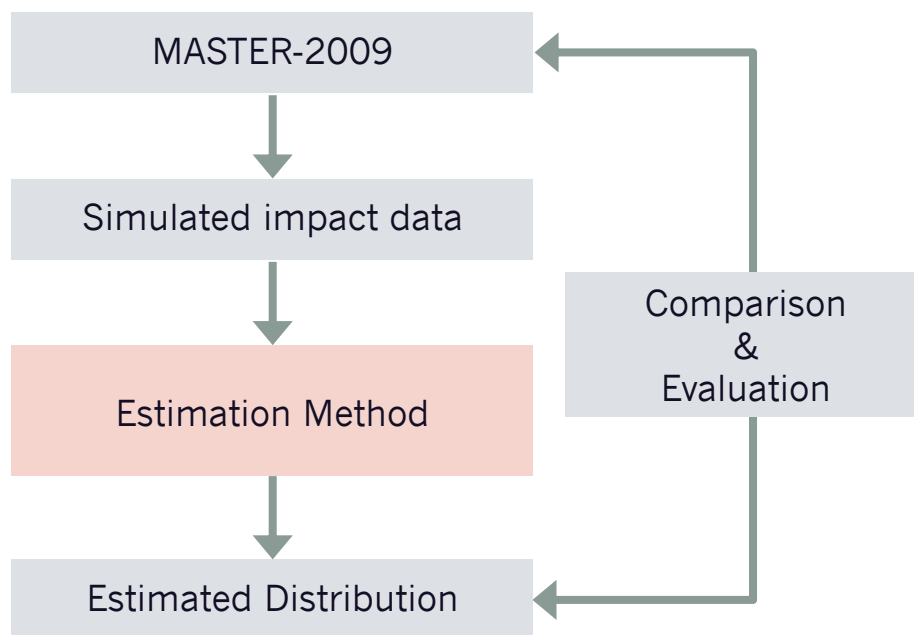 MASTER-2009
Simulated impact data
Estimation Method
Estimated Distribution
Comparison
&
Evaluation